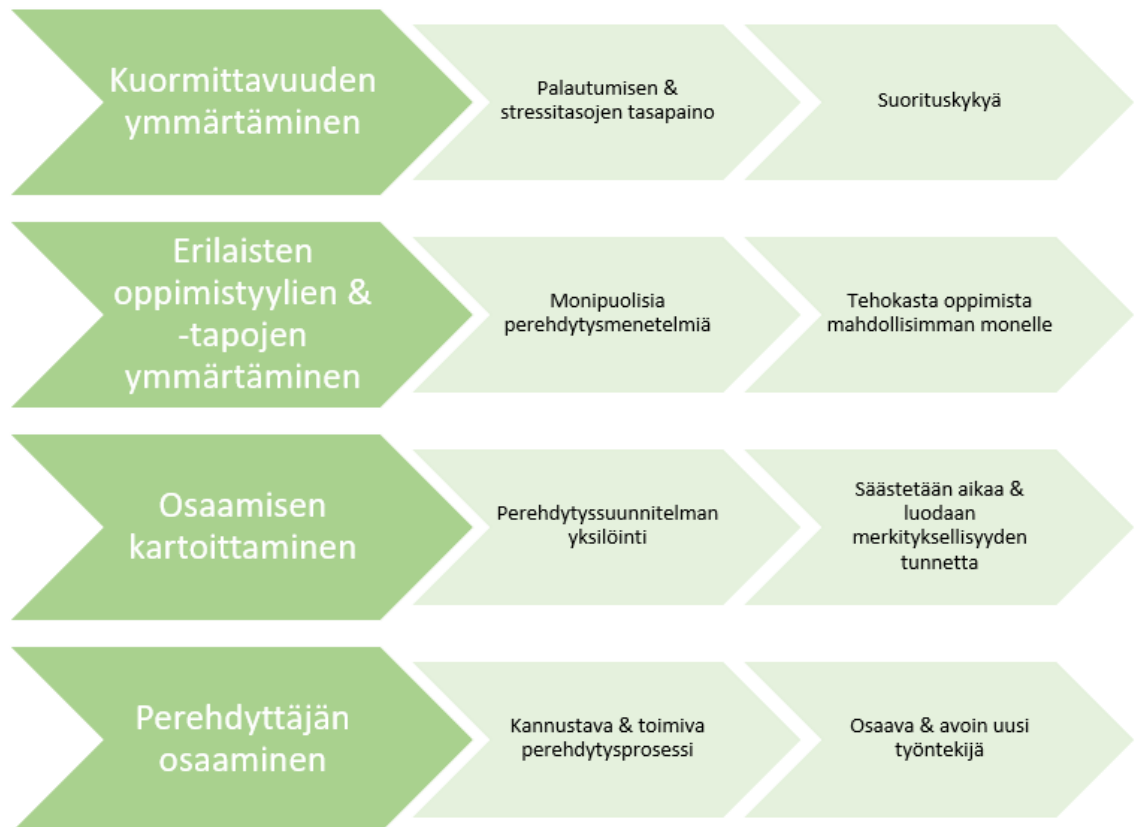 Kuormittavuuden
ymmärtäminen
Palautumisen &
stressitasojen tasapaino
Suorituskykyä
Erilaisten
oppimistyylien &
-tapojen
ymmärtäminen
Monipuolisia
perehdytysmenetelmiä
Tehokasta oppimista
mahdollisimman monelle
Osaamisen
kartoittaminen
Perehdytyssuunnitelman
yksilöinti
Säästetään aikaa &
luodaan
merkityksellisyyden
tunnetta
Perehdyttäjän
osaaminen
Kannustava & toimiva
perehdytysprosessi
Osaava & avoin uusi
työntekijä